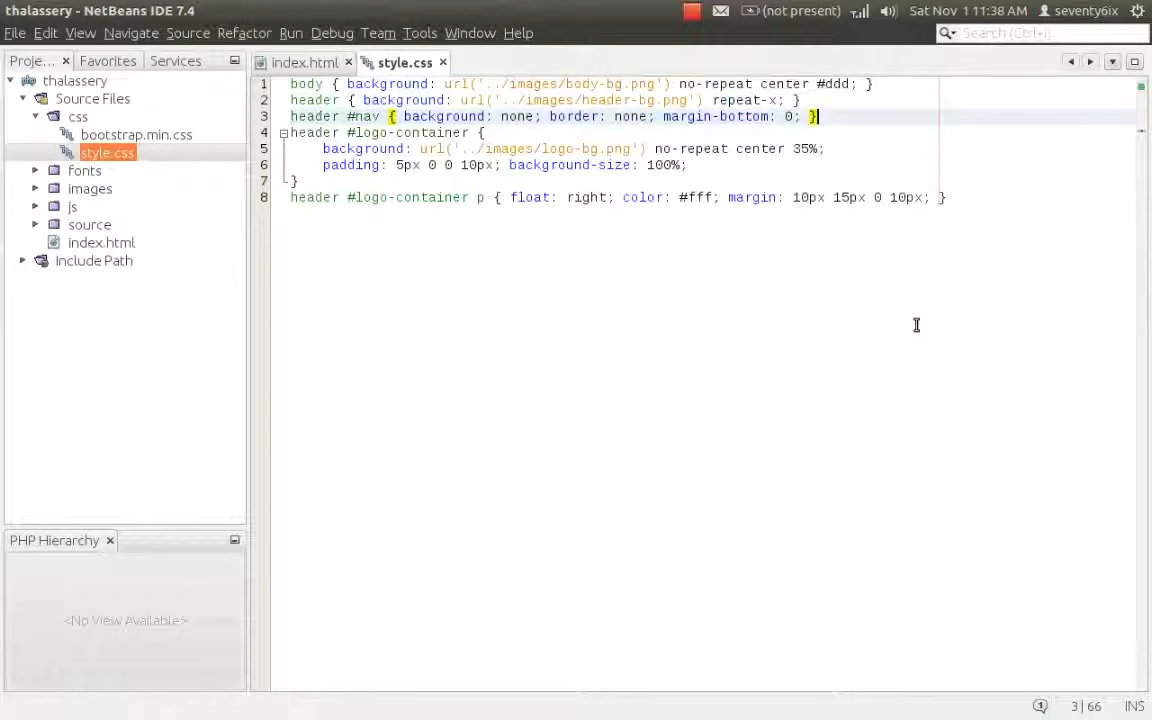 thalassery - NetBeans IDE 7.4
(not present) Sat Nov 1 11:38 AM seventy6ix
File Edit View Navigate Source Refactor Run Debug Team Tools Window Help
Search (Ctrl+I)
Proje... × Favorites Services
index.html × style.css ×
thalassery
Source Files
css
bootstrap.min.css
style.css
fonts
images
js
source
index.html
Include Path
1 body { background: url('../images/body-bg.png') no-repeat center #ddd; }
2 header { background: url('../images/header-bg.png') repeat-x; }
3 header #nav { background: none; border: none; margin-bottom: 0; }
4 header #logo-container {
5 background: url('../images/logo-bg.png') no-repeat center 35%;
6 padding: 5px 0 0 10px; background-size: 100%;
7 }
8 header #logo-container p { float: right; color: #fff; margin: 10px 15px 0 10px; }
PHP Hierarchy ×
<No View Available>
1 3|66 INS